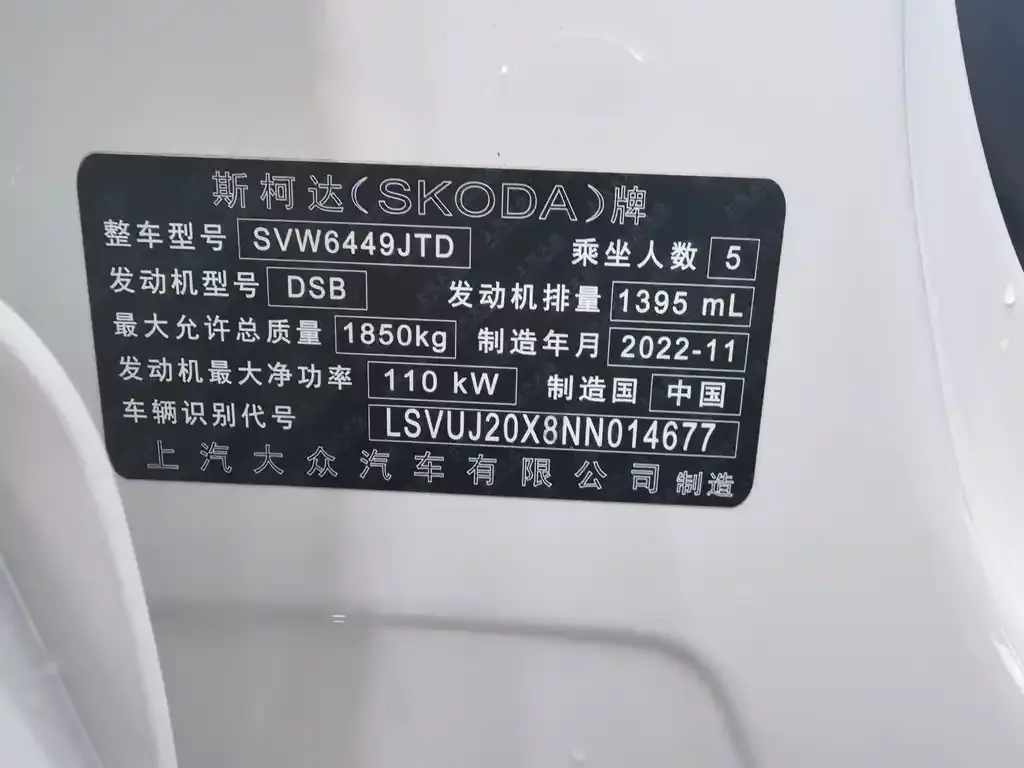 斯柯达(SKODA)牌
整车型号 SVW6449JTD 乘坐人数 5
发动机型号 DSB 发动机排量 1395 mL
最大允许总质量 1850kg 制造年月 2022-11
发动机最大净功率 110 kW 制造国 中国
车辆识别代号 LSVUJ20X8NN014677
上汽大众汽车有限公司 制造